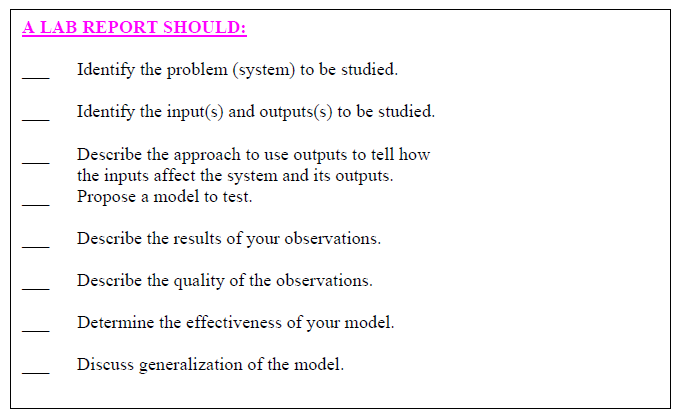 A LAB REPORT SHOULD:
___ Identify the problem (system) to be studied.
___ Identify the input(s) and outputs(s) to be studied.
___ Describe the approach to use outputs to tell how
the inputs affect the system and its outputs.
___ Propose a model to test.
___ Describe the results of your observations.
___ Describe the quality of the observations.
___ Determine the effectiveness of your model.
___ Discuss generalization of the model.